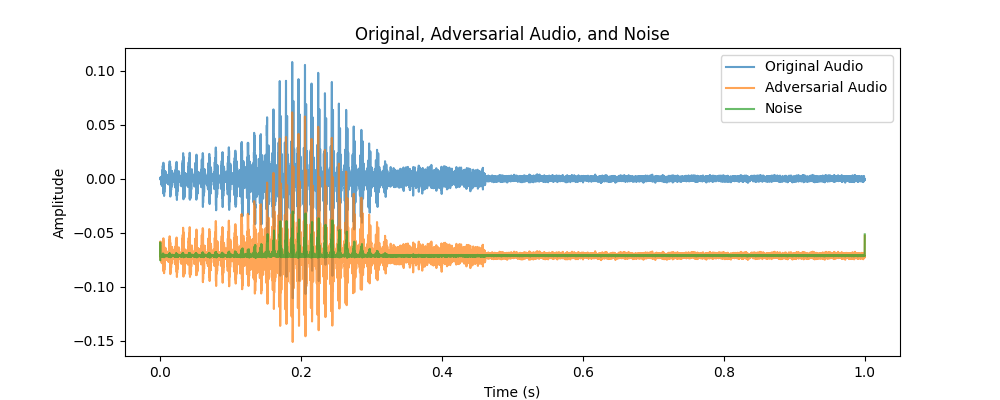 Original, Adversarial Audio, and Noise
Original Audio
Adversarial Audio
Noise
Amplitude
0.10
0.05
0.00
−0.05
−0.10
−0.15
0.0 0.2 0.4 0.6 0.8 1.0
Time (s)